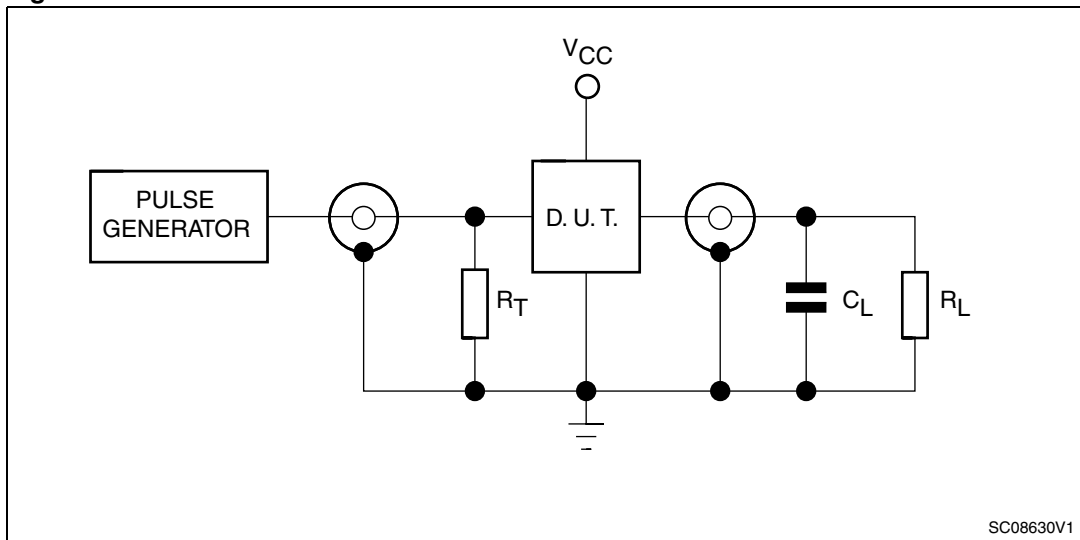 VCC
PULSE
GENERATOR
D. U. T.
RT
CL
RL
SC08630V1